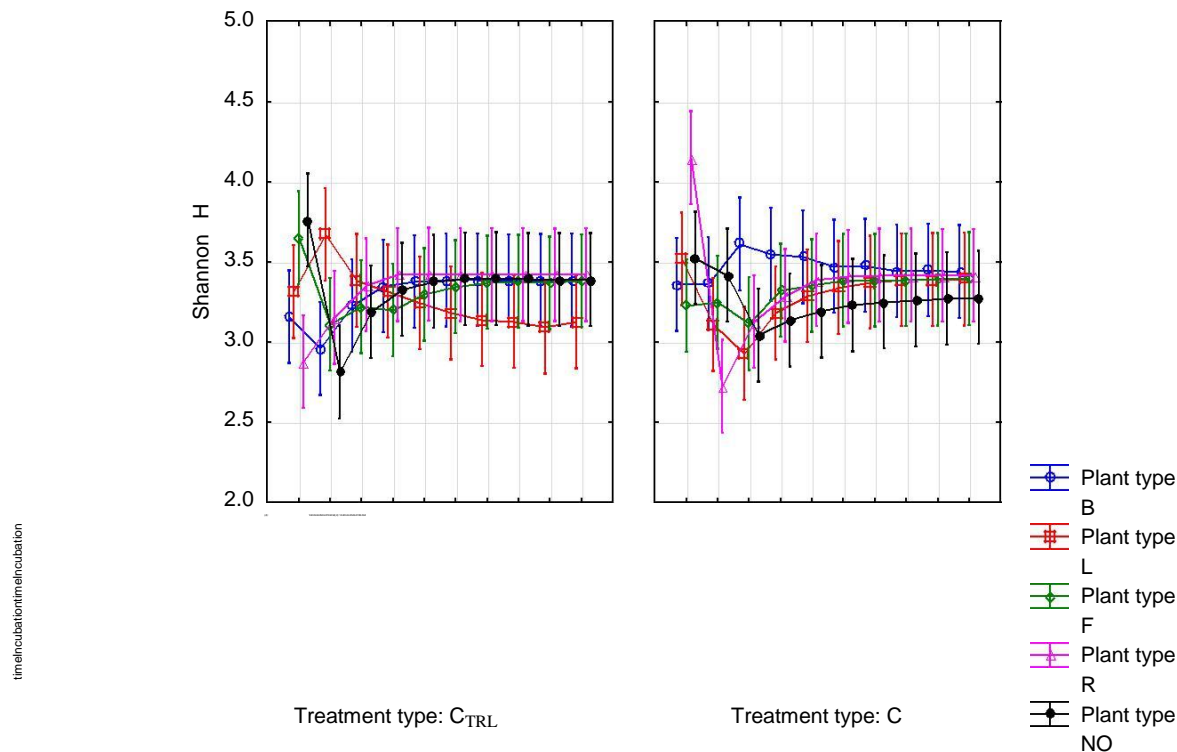 5.0
4.5
4.0
3.5
3.0
2.5
2.0
Shannon H
timeIncubationtimeIncubation
Treatment type: CTRL
Treatment type: C
Plant type
B
Plant type
L
Plant type
F
Plant type
R
Plant type
NO